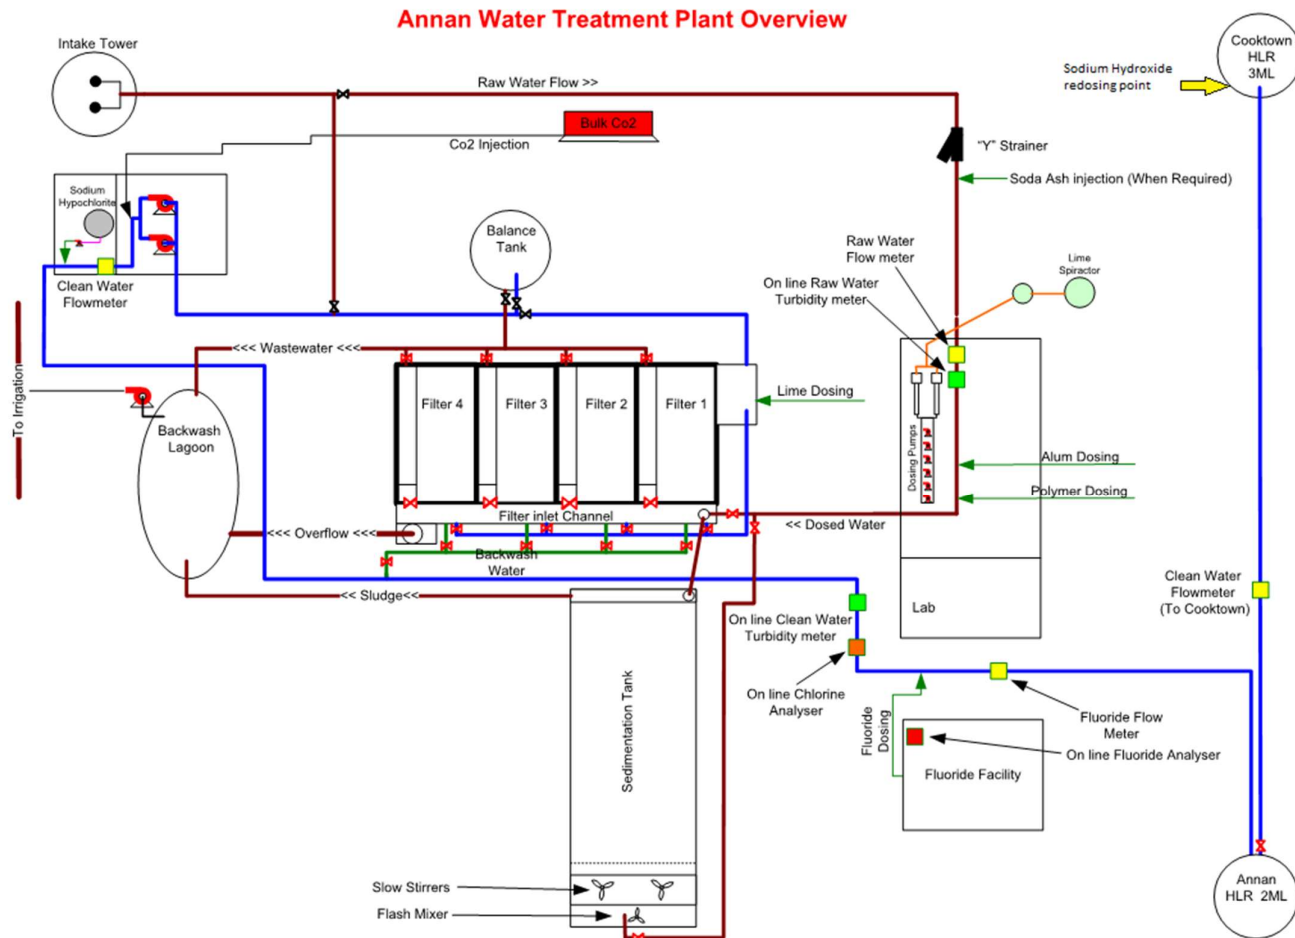 Annan Water Treatment Plant Overview
Intake Tower
Raw Water Flow >>
Bulk Co2
Co2 Injection
Cooktown
HLR
3ML
Sodium Hydroxide
redosing point
"Y" Strainer
Soda Ash injection (When Required)
Sodium
Hypochlorite
Clean Water
Flowmeter
Balance
Tank
Raw Water
Flow meter
On line Raw Water
Turbidity meter
Lime
Spiractor
<<< Wastewater <<<
To Irrigation
Backwash
Lagoon
Filter 4
Filter 3
Filter 2
Filter 1
Lime Dosing
Dosing Pumps
Alum Dosing
Polymer Dosing
Filter inlet Channel
<< Dosed Water
<<< Overflow <<<
Backwash
Water
<< Sludge<<
Lab
Clean Water
Flowmeter
(To Cooktown)
On line Clean Water
Turbidity meter
On line Chlorine
Analyser
Sedimentation Tank
Fluoride
Dosing
Fluoride Flow
Meter
On line Fluoride Analyser
Fluoride Facility
Slow Stirrers
Flash Mixer
Annan
HLR 2ML